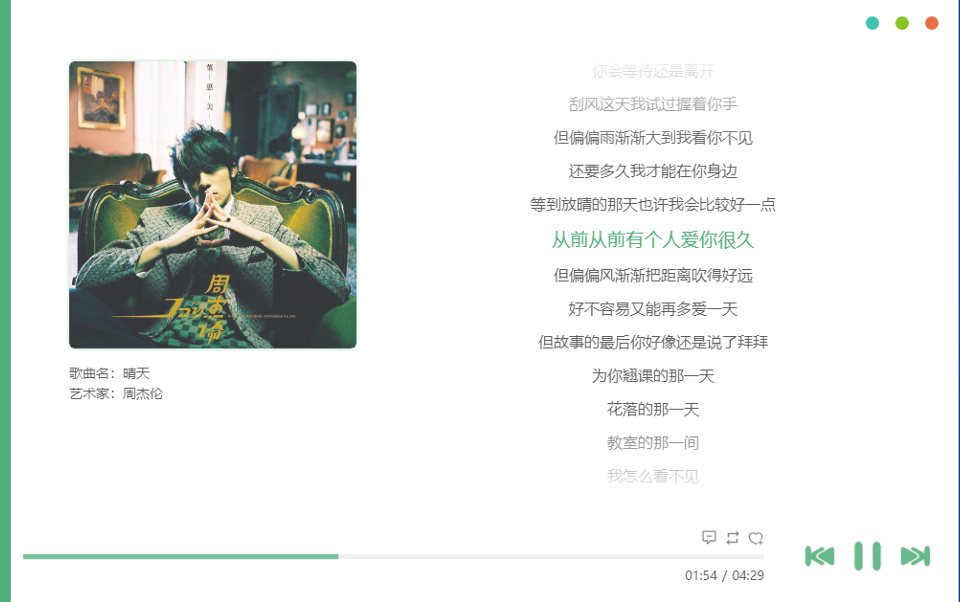 葉惠美
周杰倫
歌曲名：晴天
艺术家：周杰伦
你会等待还是离开
刮风这天我试过握着你手
但偏偏雨渐渐大到我看你不见
还要多久我才能在你身边
等到放晴的那天也许我会比较好一点
从前从前有个人爱你很久
但偏偏风渐渐把距离吹得好远
好不容易又能再多爱一天
但故事的最后你好像还是说了拜拜
为你翘课的那一天
花落的那一天
教室的那一间
我怎么看不见
01:54 / 04:29